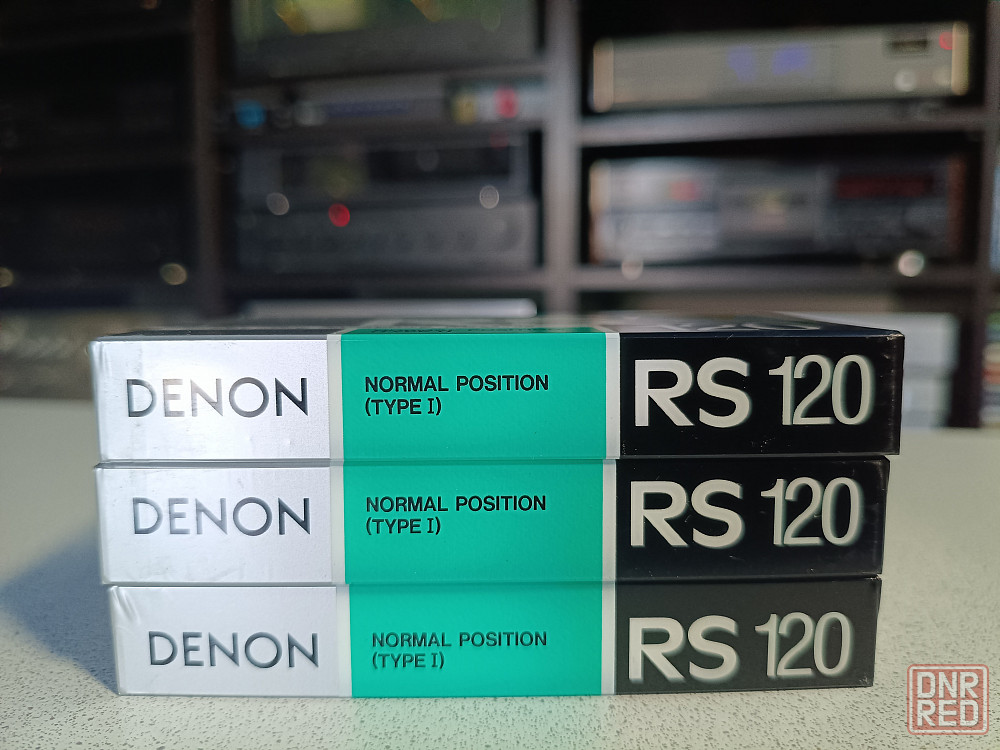 DENON
NORMAL POSITION
(TYPE I)
RS 120
DENON
NORMAL POSITION
(TYPE I)
RS 120
DENON
NORMAL POSITION
(TYPE I)
RS 120
DNR
RED